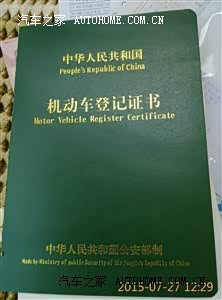 汽车之家 autohome.com.cn
中华人民共和国
People's Republic of China
机动车登记证书
Motor Vehicle Register Certificate
中华人民共和国公安部制
Made by Ministry of public Security of the People's Republic of China
汽车之家
2015-07-27 12:29